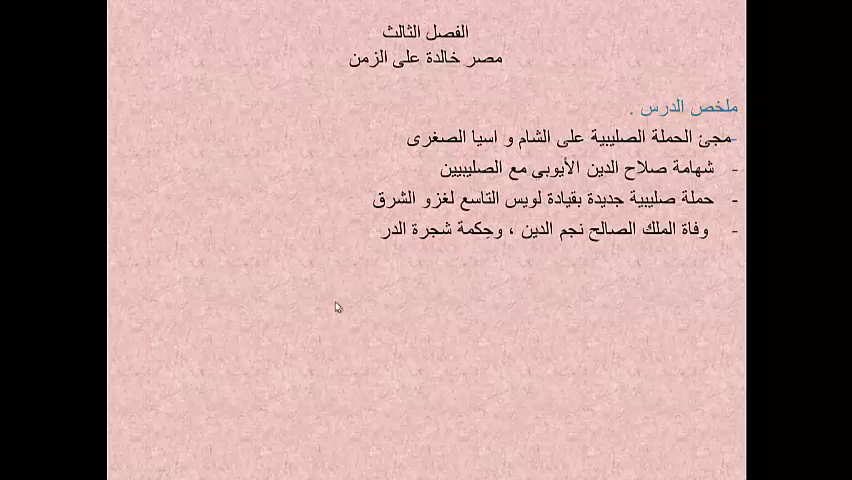 الفصل الثالث
مصر خالدة على الزمن
ملخص الدرس .
-مجئ الحملة الصليبية على الشام و اسيا الصغرى
- شهامة صلاح الدين الأيوبى مع الصليبيين
- حملة صليبية جديدة بقيادة لويس التاسع لغزو الشرق
- وفاة الملك الصالح نجم الدين ، وحِكمة شجرة الدر